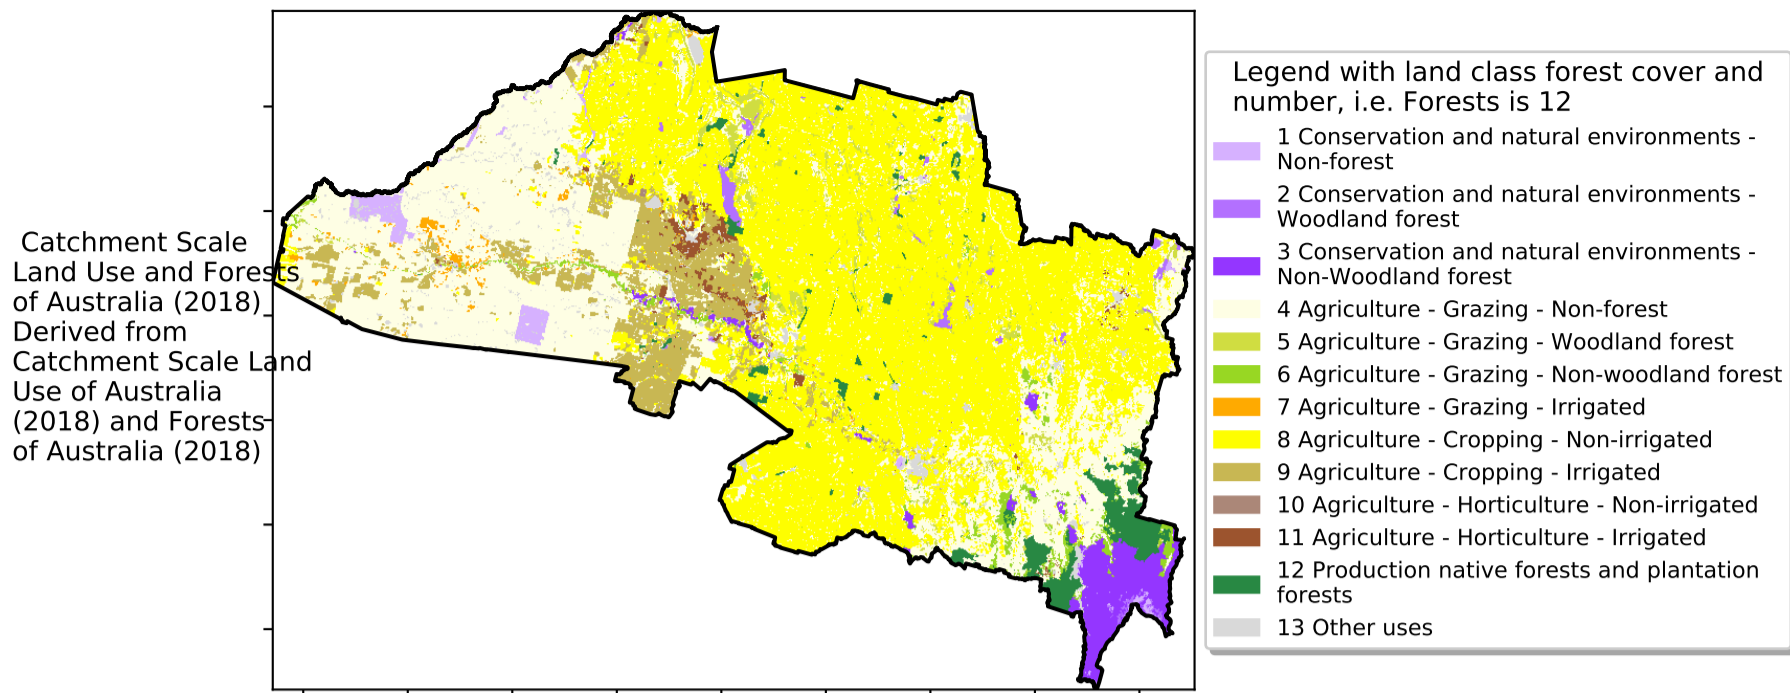 Catchment Scale
Land Use and Forests
of Australia (2018)
Derived from
Catchment Scale Land
Use of Australia
(2018) and Forests
of Australia (2018)
Legend with land class forest cover and
number, i.e. Forests is 12
1 Conservation and natural environments -
Non-forest
2 Conservation and natural environments -
Woodland forest
3 Conservation and natural environments -
Non-Woodland forest
4 Agriculture - Grazing - Non-forest
5 Agriculture - Grazing - Woodland forest
6 Agriculture - Grazing - Non-woodland forest
7 Agriculture - Grazing - Irrigated
8 Agriculture - Cropping - Non-irrigated
9 Agriculture - Cropping - Irrigated
10 Agriculture - Horticulture - Non-irrigated
11 Agriculture - Horticulture - Irrigated
12 Production native forests and plantation
forests
13 Other uses